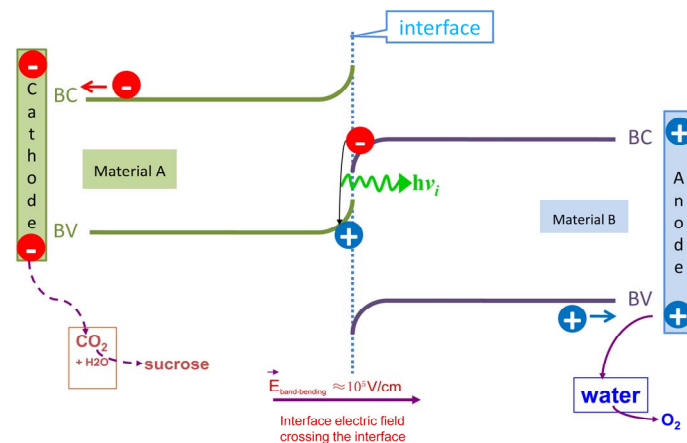 interface
Cathode
BC
BC
Material A
Anode
hνi
Material B
BV
BV
CO2
+ H2O
sucrose
water
O2
E band-bending ≈10⁵V/cm
Interface electric field
crossing the interface